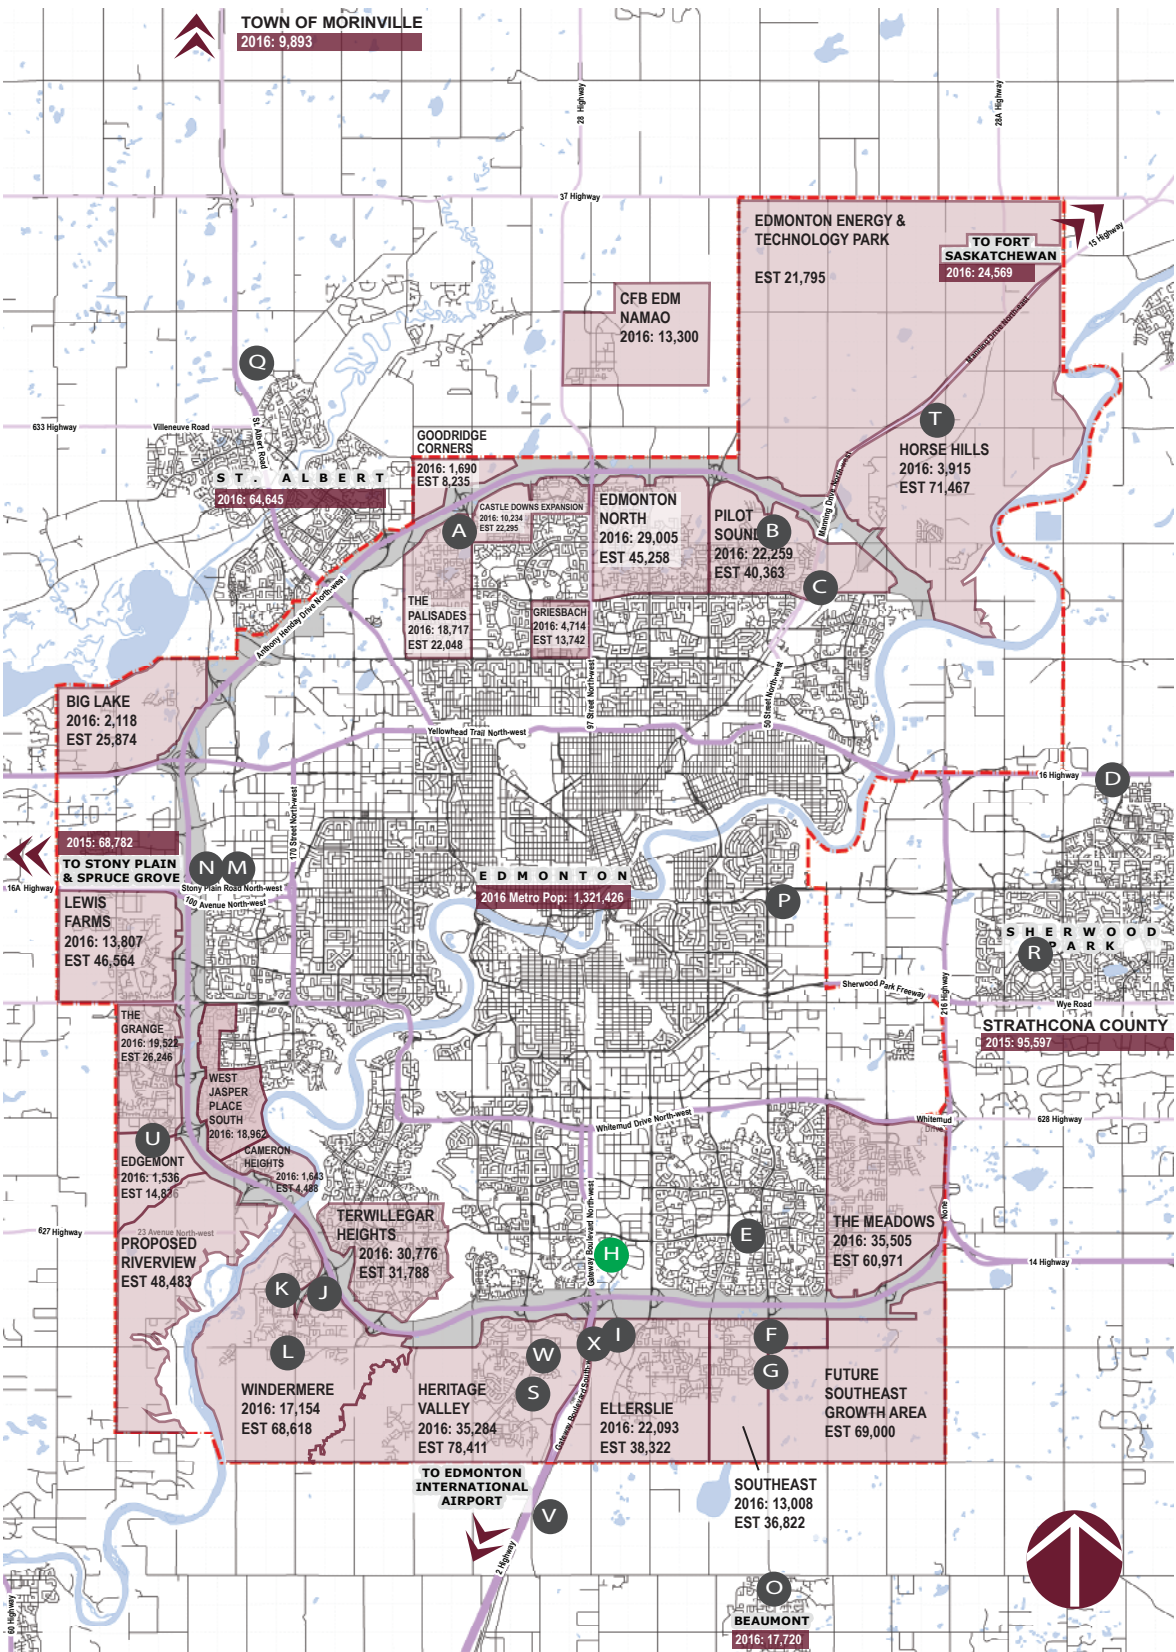 TOWN OF MORINVILLE
2016: 9,893
28 Highway
28A Highway
37 Highway
EDMONTON ENERGY &
TECHNOLOGY PARK
EST 21,795
15 Highway
TO FORT
SASKATCHEWAN
2016: 24,569
CFB EDM
NAMAO
2016: 13,300
Manning Drive North-east
Q
T
633 Highway
Villeneuve Road
St. Albert Road
GOODRIDGE
CORNERS
2016: 1,690
EST 8,235
HORSE HILLS
2016: 3,915
EST 71,467
ST. ALBERT
2016: 64,645
Manning Drive North-west
CASTLE DOWNS EXPANSION
2016: 10,234
EST 22,295
EDMONTON
NORTH
2016: 29,005
EST 45,258
PILOT
SOUND
2016: 22,259
EST 40,363
A
B
C
Anthony Henday Drive North-west
THE
PALISADES
2016: 18,717
EST 22,048
GRIESBACH
2016: 4,714
EST 13,742
97 Street North-west
50 Street North-west
BIG LAKE
2016: 2,118
EST 25,874
Yellowhead Trail North-west
16 Highway
D
170 Street North-west
2015: 68,782
TO STONY PLAIN
& SPRUCE GROVE
N
M
16A Highway
Stony Plain Road North-west
100 Avenue North-west
EDMONTON
2016 Metro Pop: 1,321,426
P
LEWIS
FARMS
2016: 13,807
EST 46,564
SHERWOOD
PARK
R
Sherwood Park Freeway
216 Highway
Wye Road
THE
GRANGE
2016: 19,522
EST 26,246
STRATHCONA COUNTY
2015: 95,597
WEST
JASPER
PLACE
SOUTH
2016: 18,962
Whitemud Drive North-west
Whitemud
Drive
628 Highway
U
EDGEMONT
2016: 1,536
EST 14,836
CAMERON
HEIGHTS
2016: 1,643
EST 4,488
Gateway Boulevard North-west
TERWILLEGAR
HEIGHTS
2016: 30,776
EST 31,788
THE MEADOWS
2016: 35,505
EST 60,971
None
627 Highway
23 Avenue North-west
PROPOSED
RIVERVIEW
EST 48,483
H
E
14 Highway
K
J
L
W
X
I
F
S
G
WINDERMERE
2016: 17,154
EST 68,618
HERITAGE
VALLEY
2016: 35,284
EST 78,411
Gateway Boulevard South-west
ELLERSLIE
2016: 22,093
EST 38,322
FUTURE
SOUTHEAST
GROWTH AREA
EST 69,000
TO EDMONTON
INTERNATIONAL
AIRPORT
SOUTHEAST
2016: 13,008
EST 36,822
V
2 Highway
60 Highway
O
BEAUMONT
2016: 17,720